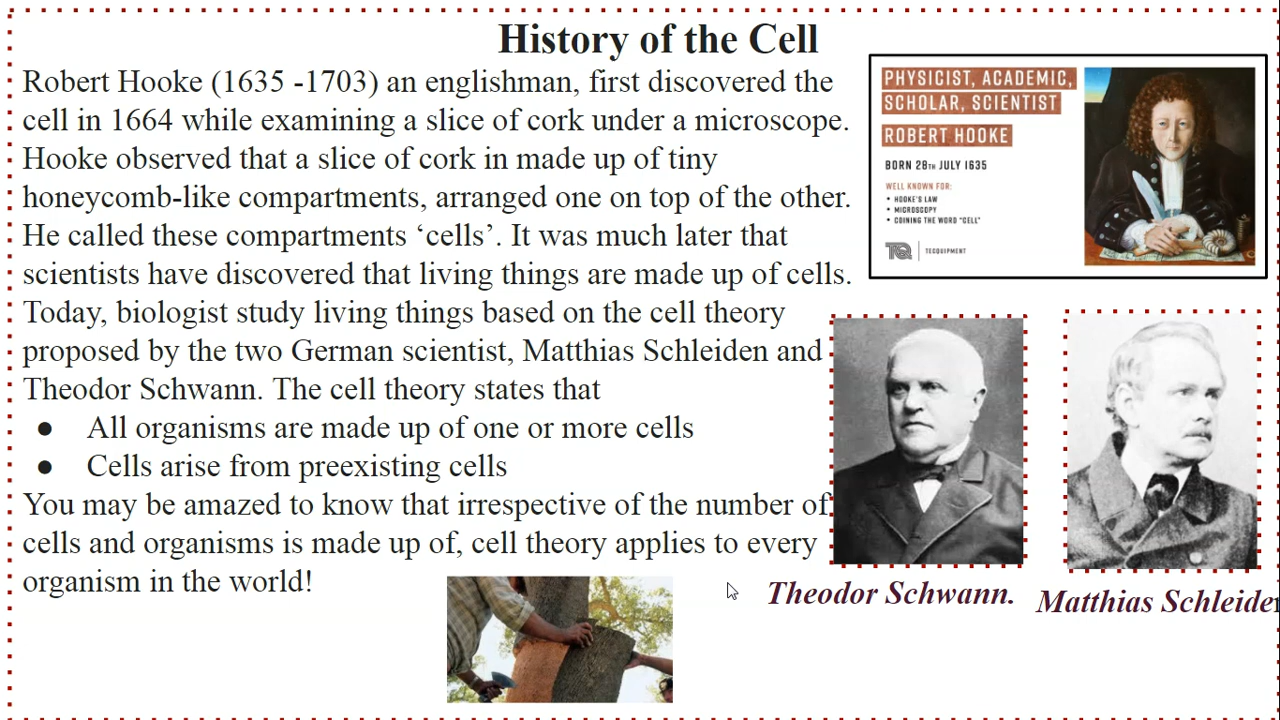 History of the Cell
Robert Hooke (1635 -1703) an englishman, first discovered the
cell in 1664 while examining a slice of cork under a microscope.
Hooke observed that a slice of cork in made up of tiny
honeycomb-like compartments, arranged one on top of the other.
He called these compartments ‘cells’. It was much later that
scientists have discovered that living things are made up of cells.
Today, biologist study living things based on the cell theory
proposed by the two German scientist, Matthias Schleiden and
Theodor Schwann. The cell theory states that
● All organisms are made up of one or more cells
● Cells arise from preexisting cells
You may be amazed to know that irrespective of the number of
cells and organisms is made up of, cell theory applies to every
organism in the world!
PHYSICIST, ACADEMIC,
SCHOLAR, SCIENTIST
ROBERT HOOKE
BORN 28TH JULY 1635
WELL KNOWN FOR:
• HOOKE'S LAW
• MICROSCOPY
• COINING THE WORD "CELL"
TQ TECQUIPMENT
Theodor Schwann.
Matthias Schleide